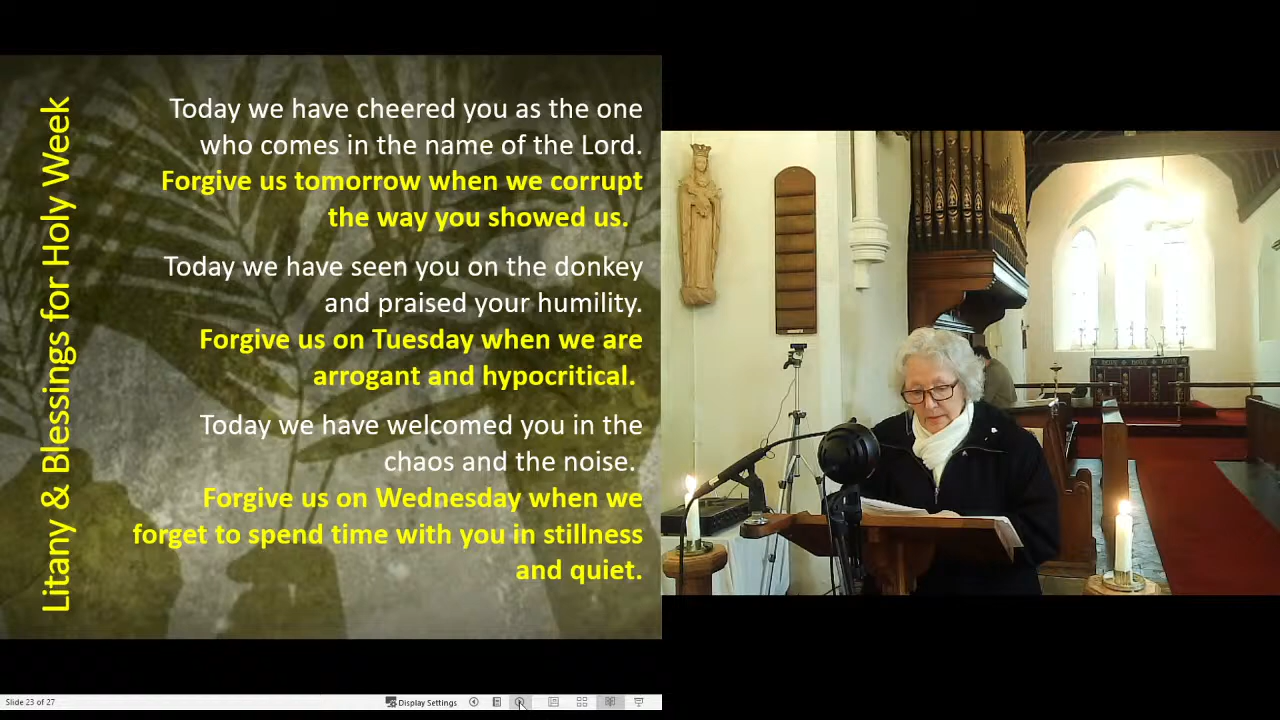 Litany & Blessings for Holy Week
Today we have cheered you as the one
who comes in the name of the Lord.
Forgive us tomorrow when we corrupt
the way you showed us.
Today we have seen you on the donkey
and praised your humility.
Forgive us on Tuesday when we are
arrogant and hypocritical.
Today we have welcomed you in the
chaos and the noise.
Forgive us on Wednesday when we
forget to spend time with you in stillness
and quiet.
Slide 23 of 27
Display Settings